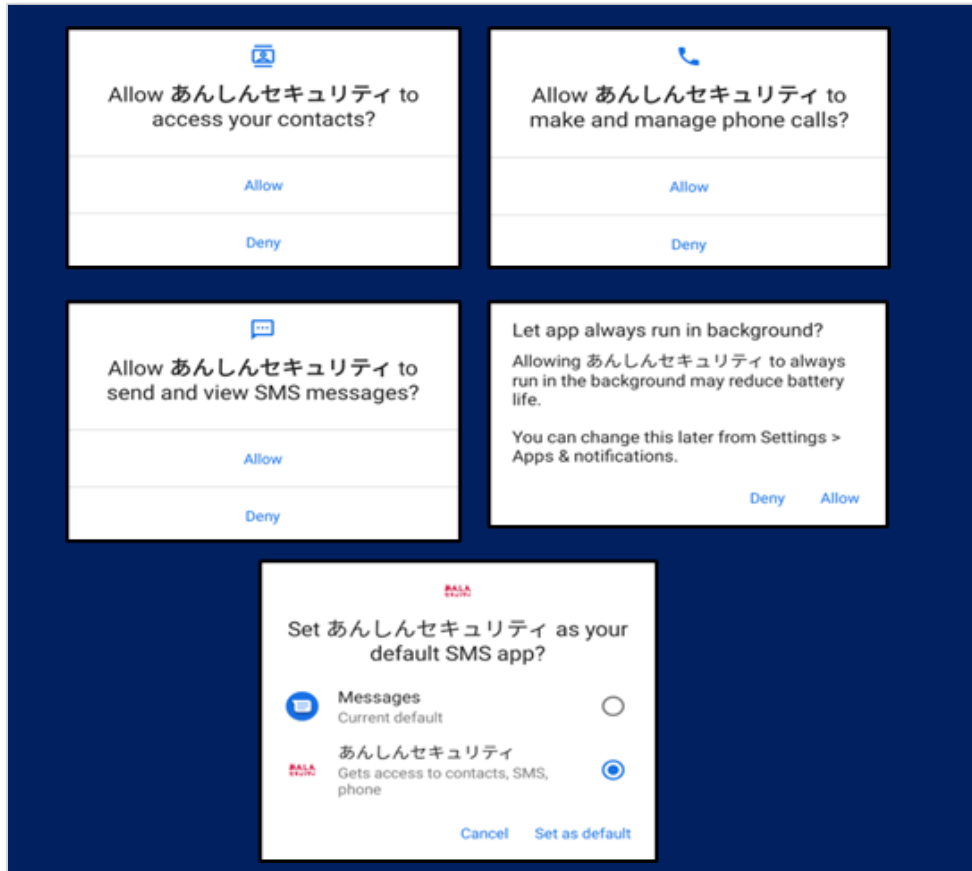 Allow あんしんセキュリティ to
access your contacts?
Allow
Deny
Allow あんしんセキュリティ to
make and manage phone calls?
Allow
Deny
Allow あんしんセキュリティ to
send and view SMS messages?
Allow
Deny
Let app always run in background?
Allowing あんしんセキュリティ to always
run in the background may reduce battery
life.
You can change this later from Settings >
Apps & notifications.
Deny Allow
Set あんしんセキュリティ as your
default SMS app?
Messages
Current default
あんしんセキュリティ
Gets access to contacts, SMS,
phone
Cancel Set as default